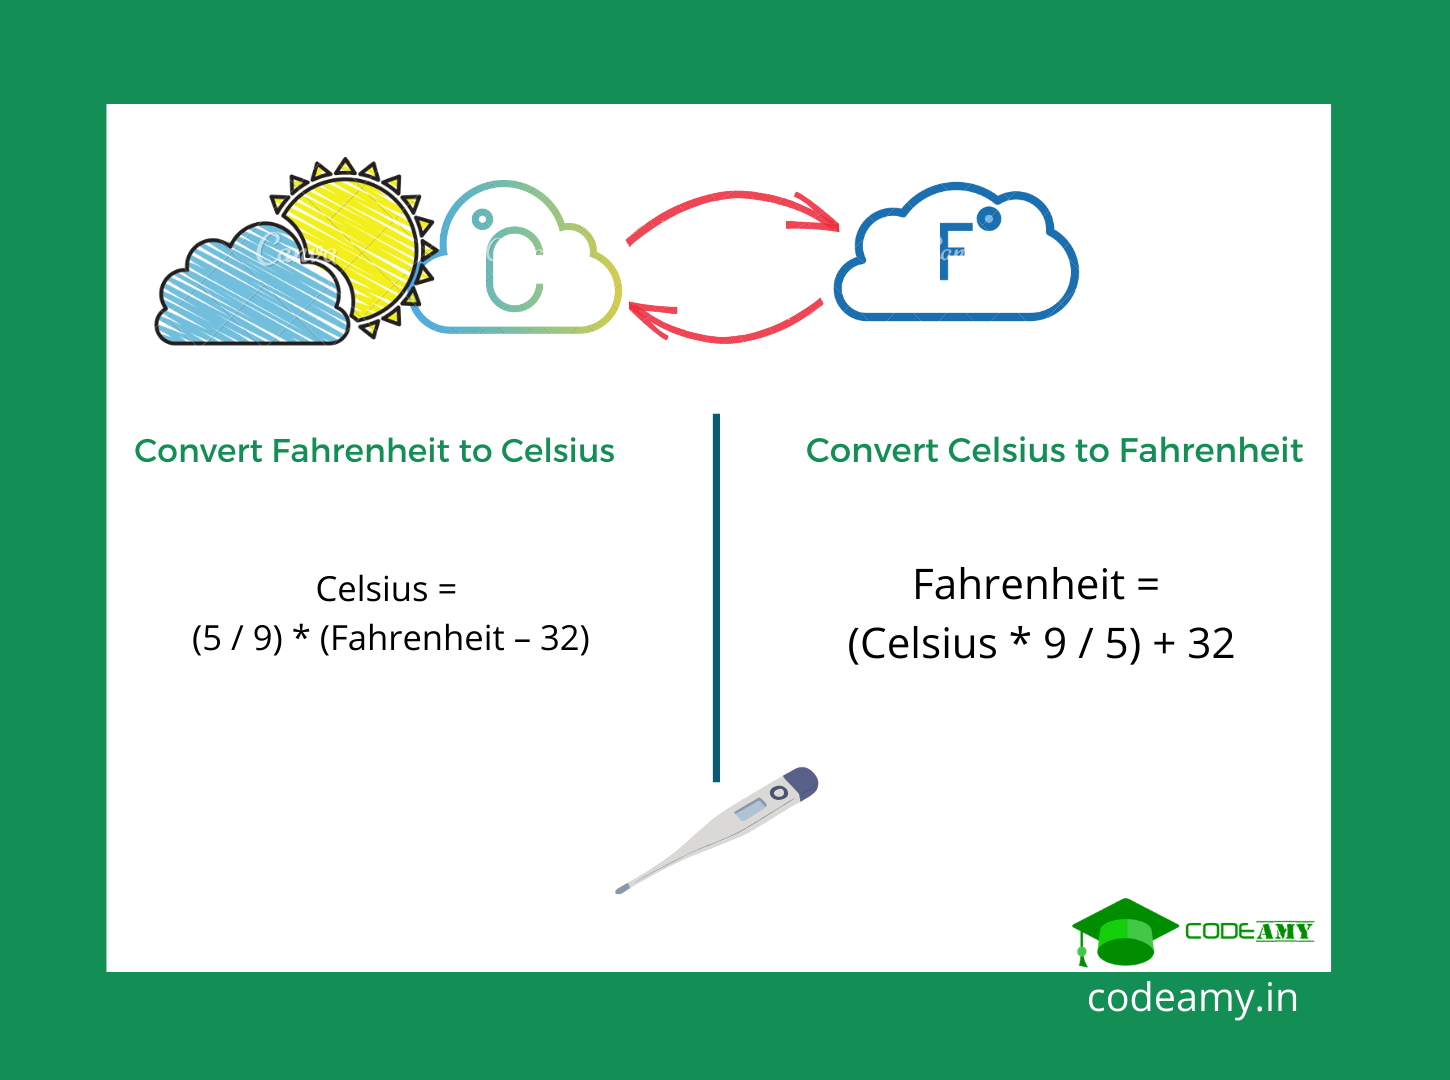 Canva
°C
F°
Convert Fahrenheit to Celsius
Convert Celsius to Fahrenheit
Celsius =
(5 / 9) * (Fahrenheit – 32)
Fahrenheit =
(Celsius * 9 / 5) + 32
CODEAMY
codeamy.in